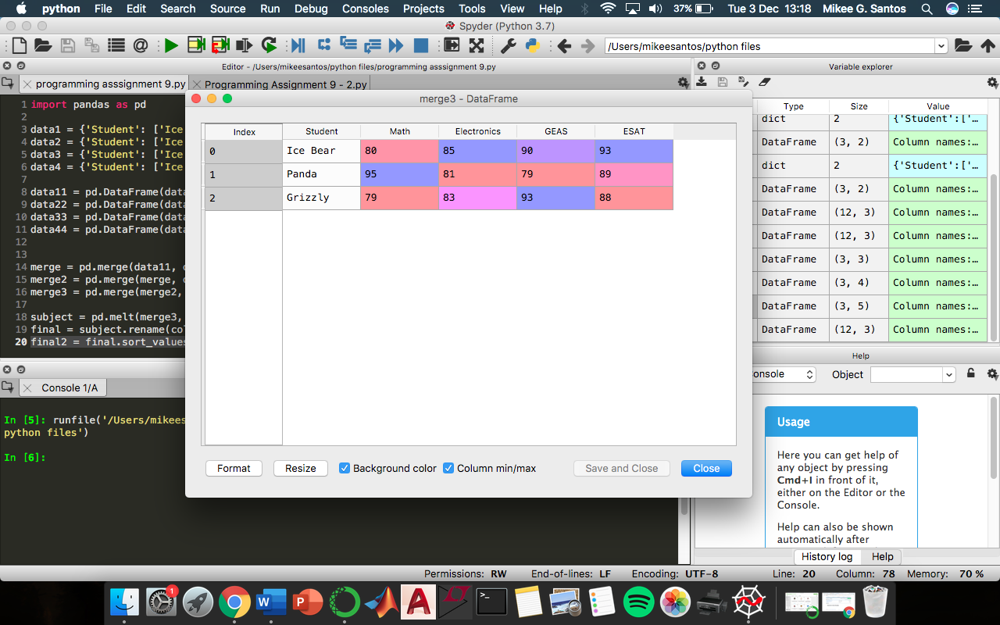 python File Edit Search Source Run Debug Consoles Projects Tools View Help 37% Tue 3 Dec 13:18 Mikee G. Santos
Spyder (Python 3.7)
/Users/mikeesantos/python files
Editor - /Users/mikeesantos/python files/programming asssignment 9.py
programming asssignment 9.py
Programming Assignment 9 - 2.py
1 import pandas as pd
2
3 data1 = {'Student': ['Ice
4 data2 = {'Student': ['Ice
5 data3 = {'Student': ['Ice
6 data4 = {'Student': ['Ice
7
8 data11 = pd.DataFrame(data
9 data22 = pd.DataFrame(data
10 data33 = pd.DataFrame(data
11 data44 = pd.DataFrame(data
12
13
14 merge = pd.merge(data11,
15 merge2 = pd.merge(merge,
16 merge3 = pd.merge(merge2,
17
18 subject = pd.melt(merge3,
19 final = subject.rename(col
20 final2 = final.sort_values
Console 1/A
In [5]: runfile('/Users/mikees
python files')
In [6]:
merge3 - DataFrame
Index Student Math Electronics GEAS ESAT
0 Ice Bear 80 85 90 93
1 Panda 95 81 79 89
2 Grizzly 79 83 93 88
Format Resize Background color Column min/max Save and Close Close
Variable explorer
Type Size Value
dict 2 {'Student':['…
DataFrame (3, 2) Column names:…
dict 2 {'Student':['…
DataFrame (3, 2) Column names:…
DataFrame (12, 3) Column names:…
DataFrame (12, 3) Column names:…
DataFrame (3, 3) Column names:…
DataFrame (3, 4) Column names:…
DataFrame (3, 5) Column names:…
DataFrame (12, 3) Column names:…
Help
onsole Object
Usage
Here you can get help of
any object by pressing
Cmd+I in front of it,
either on the Editor or the
Console.
Help can also be shown
automatically after
History log Help
Permissions: RW End-of-lines: LF Encoding: UTF-8 Line: 20 Column: 78 Memory: 70 %
1